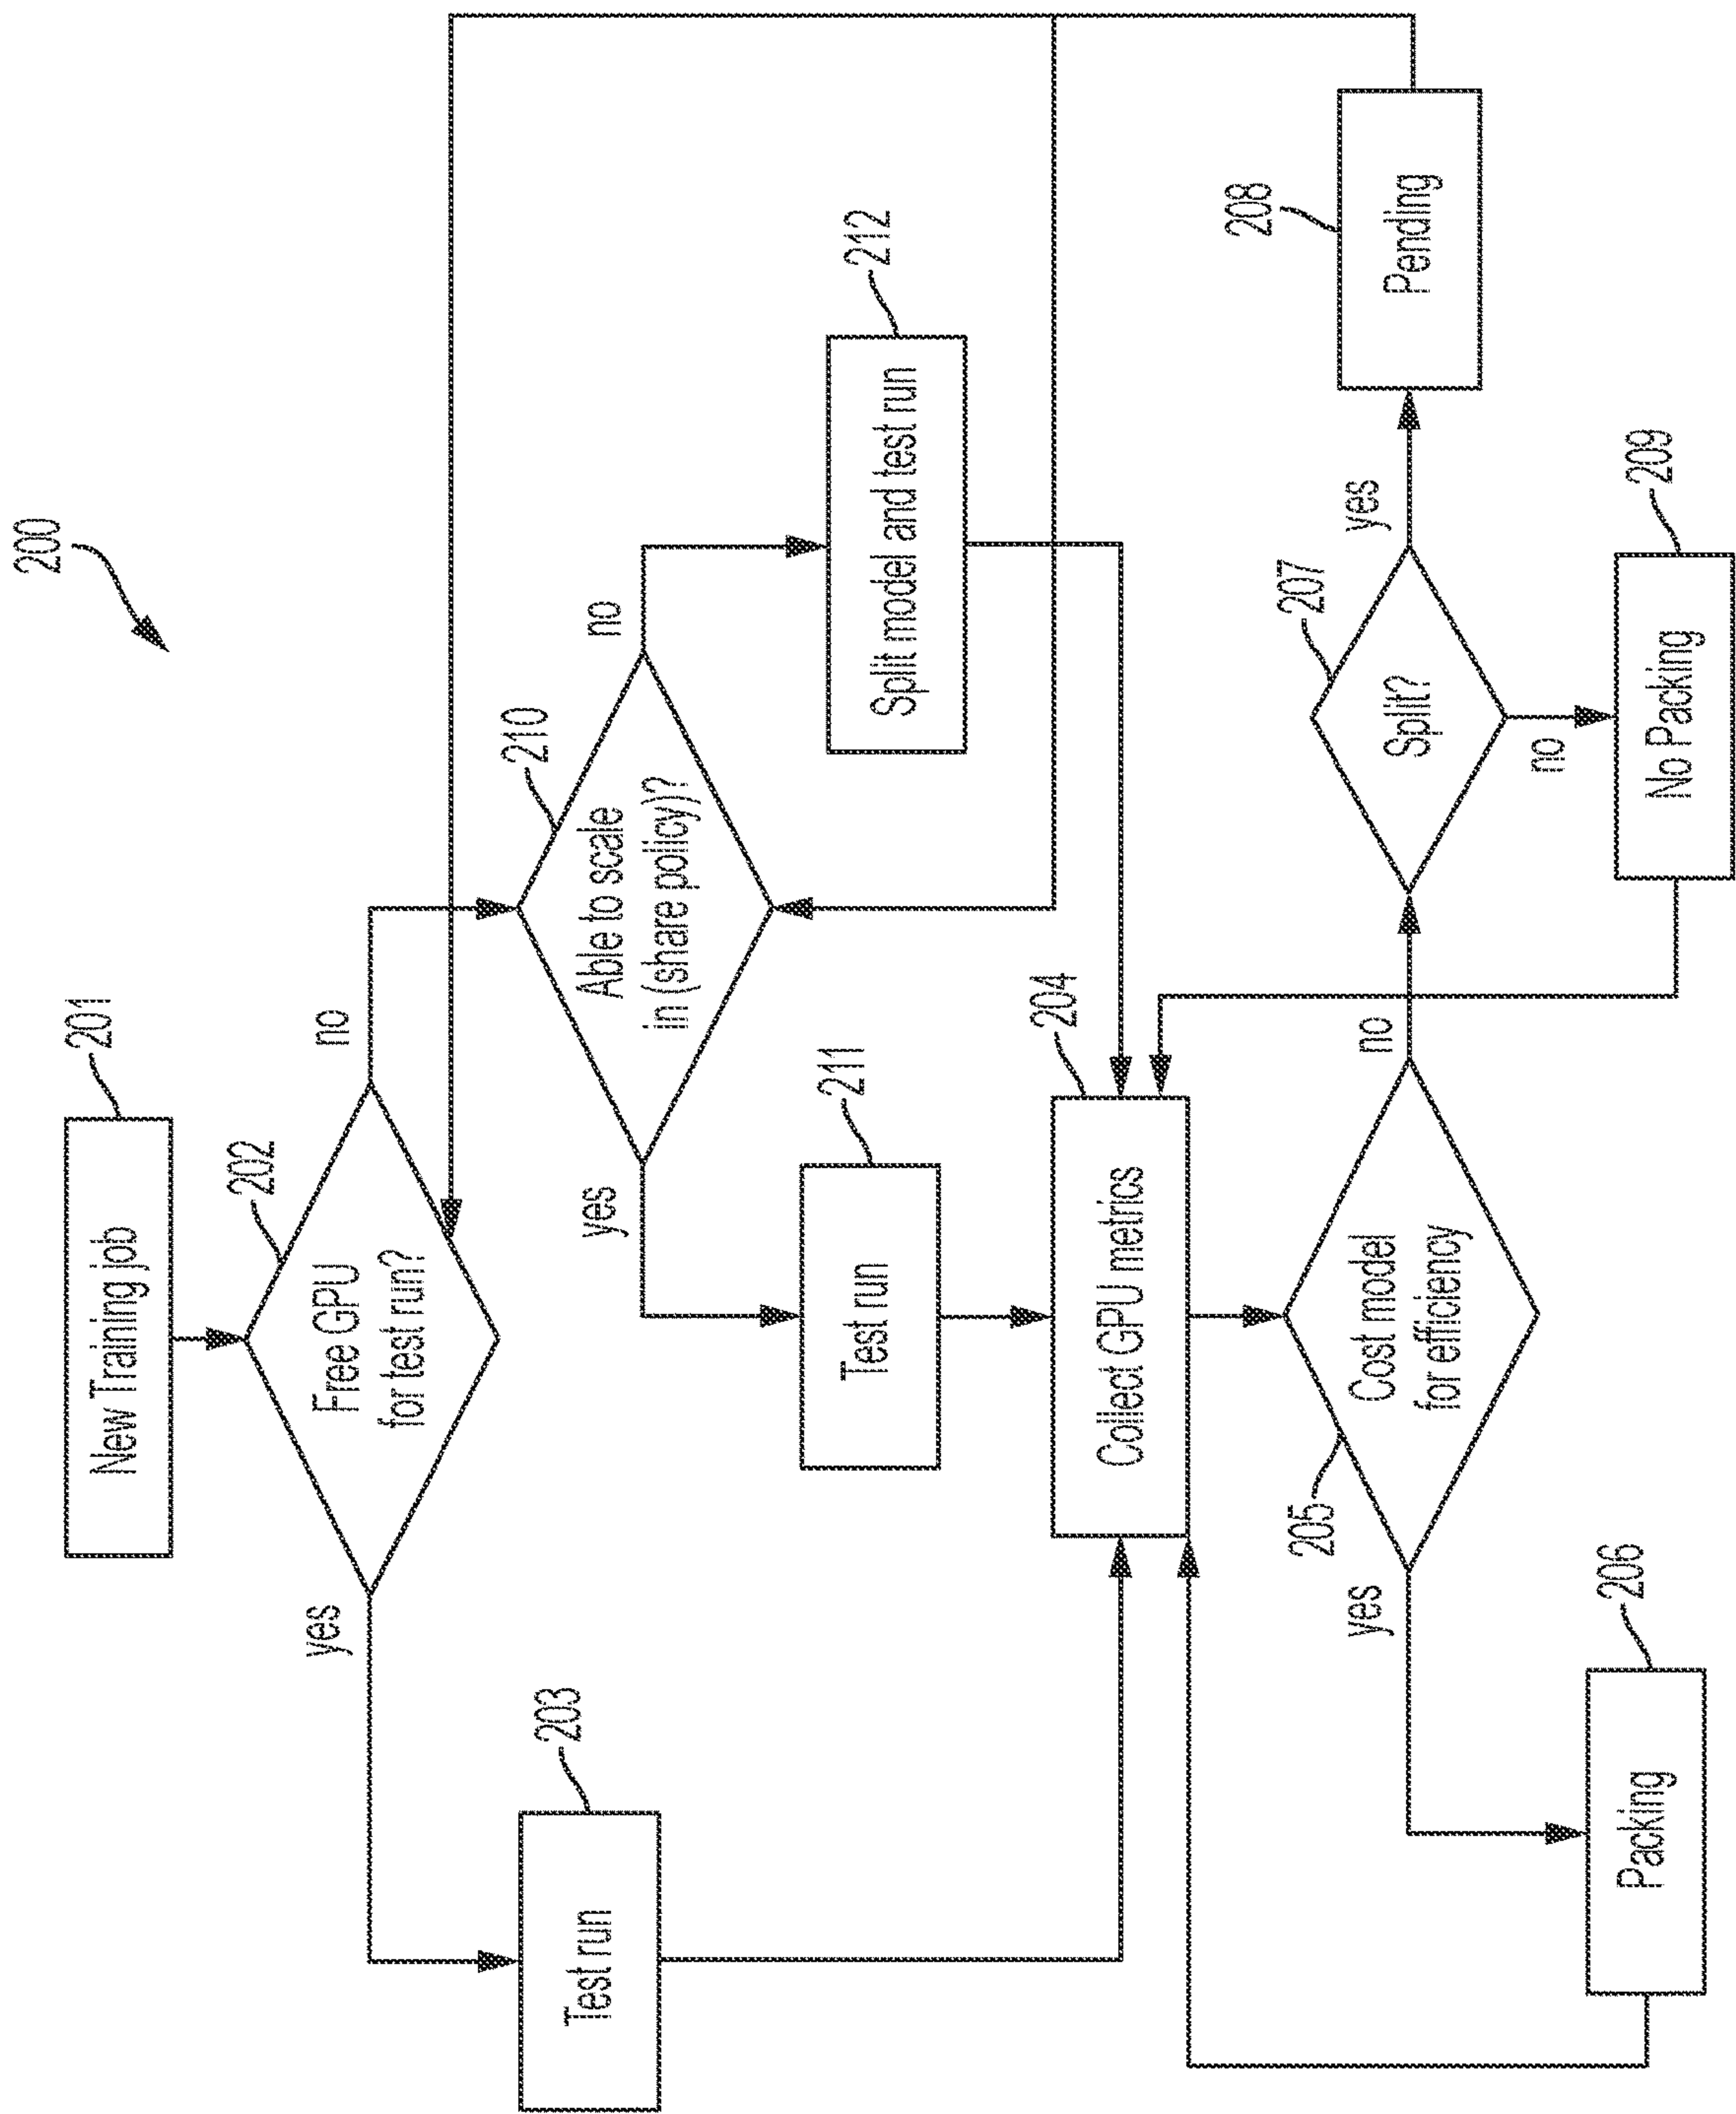 200
New Training job
201
202
Free GPU
for test run?
yes
no
203
Test run
210
Able to scale
in (share policy)?
yes
no
211
Test run
212
Split model and test run
204
Collect GPU metrics
205
Cost model
for efficiency
yes
no
206
Packing
207
Split?
yes
no
208
Pending
209
No Packing